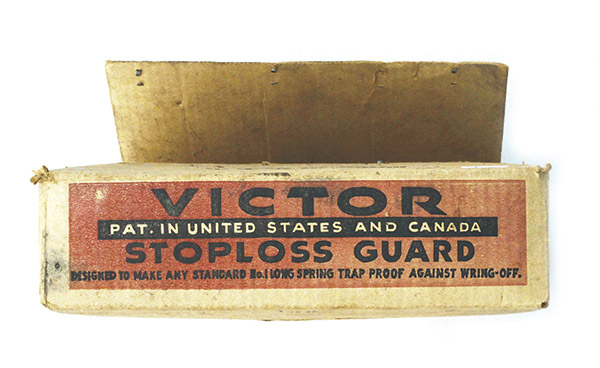 VICTOR
PAT. IN UNITED STATES AND CANADA
STOPLOSS GUARD
DESIGNED TO MAKE ANY STANDARD No.1 LONG SPRING TRAP PROOF AGAINST WRING-OFF.